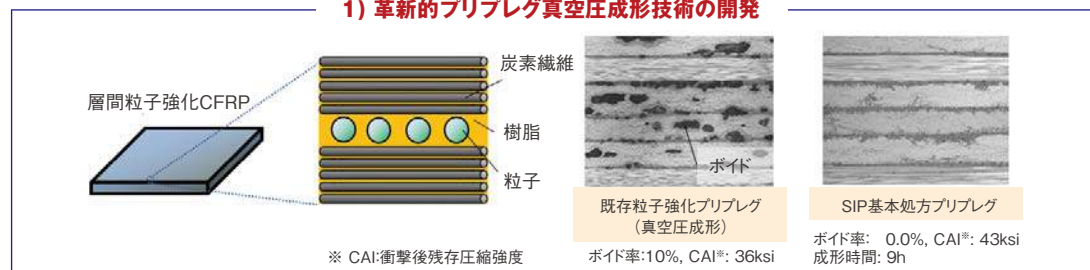 1) 革新的プリプレグ真空圧成形技術の開発
層間粒子強化CFRP
炭素繊維
樹脂
粒子
※ CAI:衝撃後残存圧縮強度
ボイド
既存粒子強化プリプレグ
(真空圧成形)
ボイド率:10%, CAI※: 36ksi
SIP基本処方プリプレグ
ボイド率: 0.0%, CAI※: 43ksi
成形時間: 9h